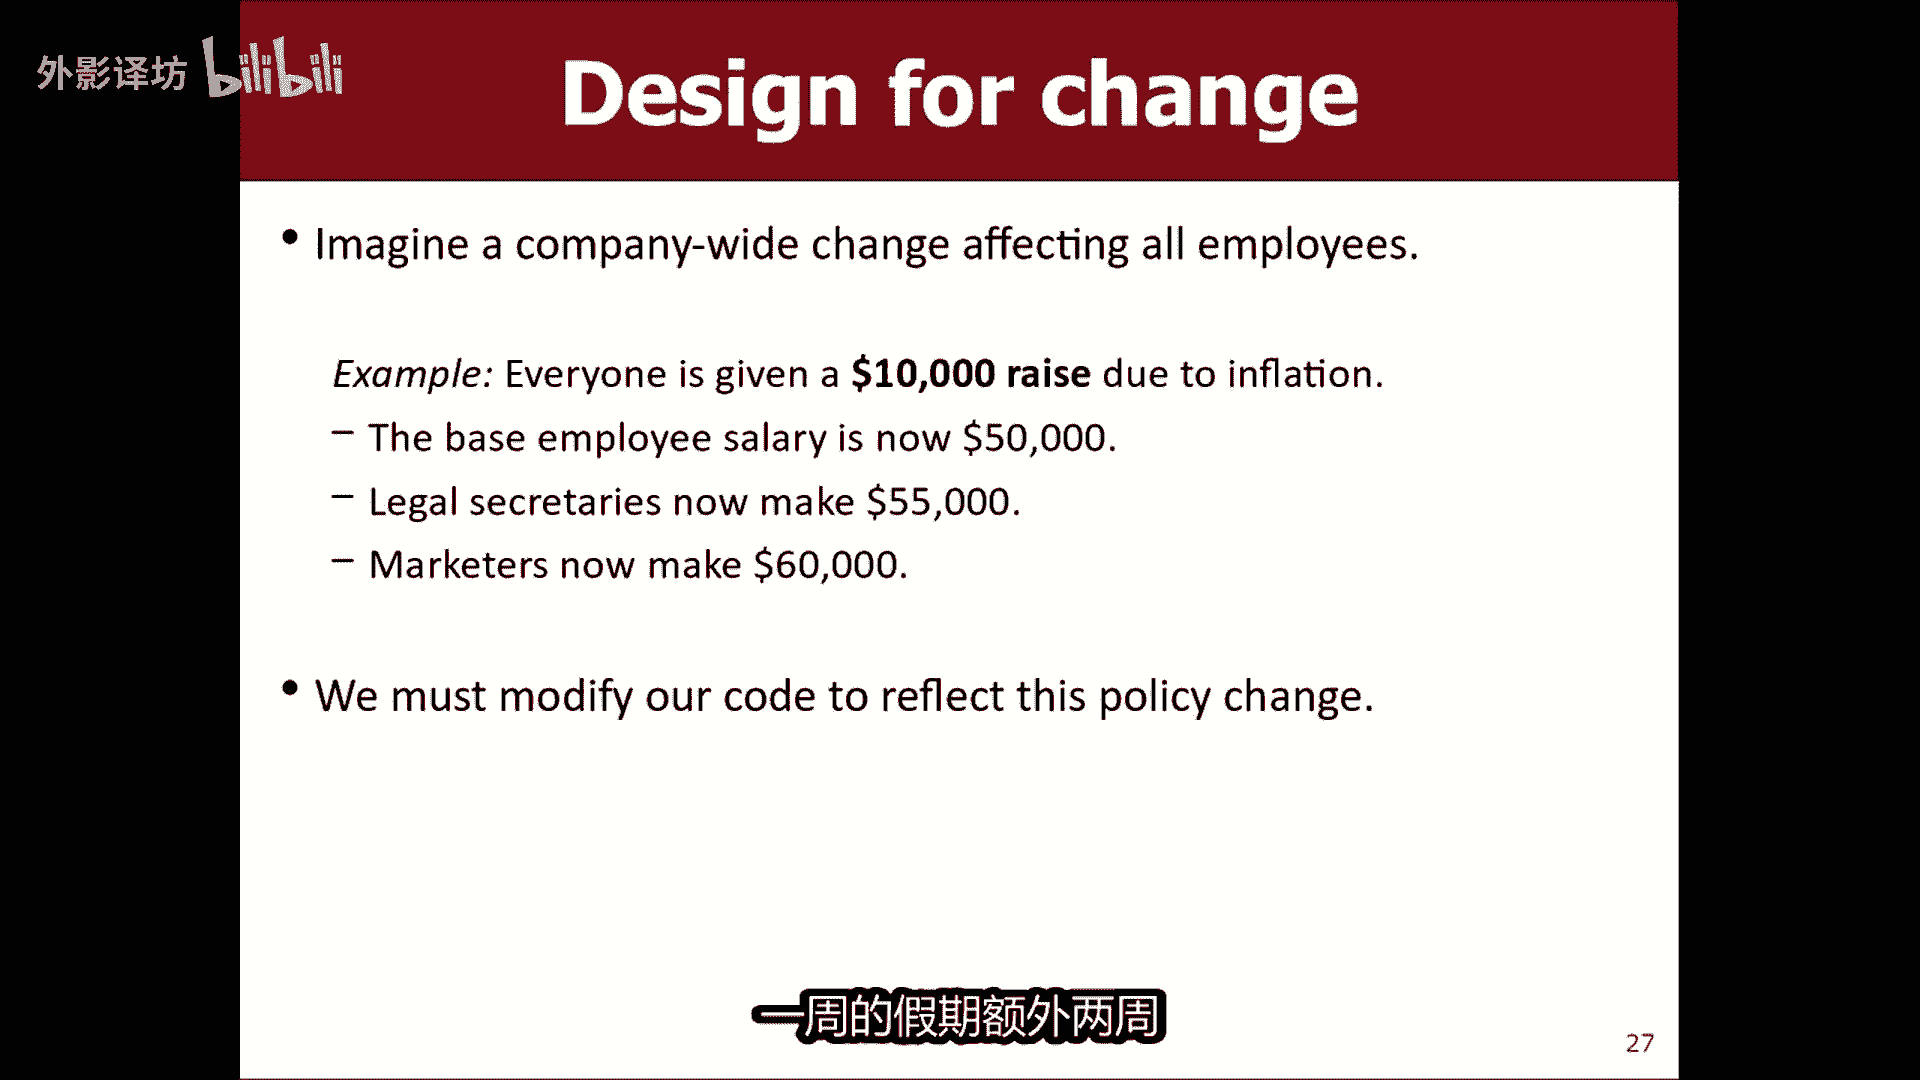 外影译坊 bilibili
Design for change
• Imagine a company-wide change affecting all employees.
Example: Everyone is given a $10,000 raise due to inflation.
– The base employee salary is now $50,000.
– Legal secretaries now make $55,000.
– Marketers now make $60,000.
• We must modify our code to reflect this policy change.
一周的假期额外两周
27